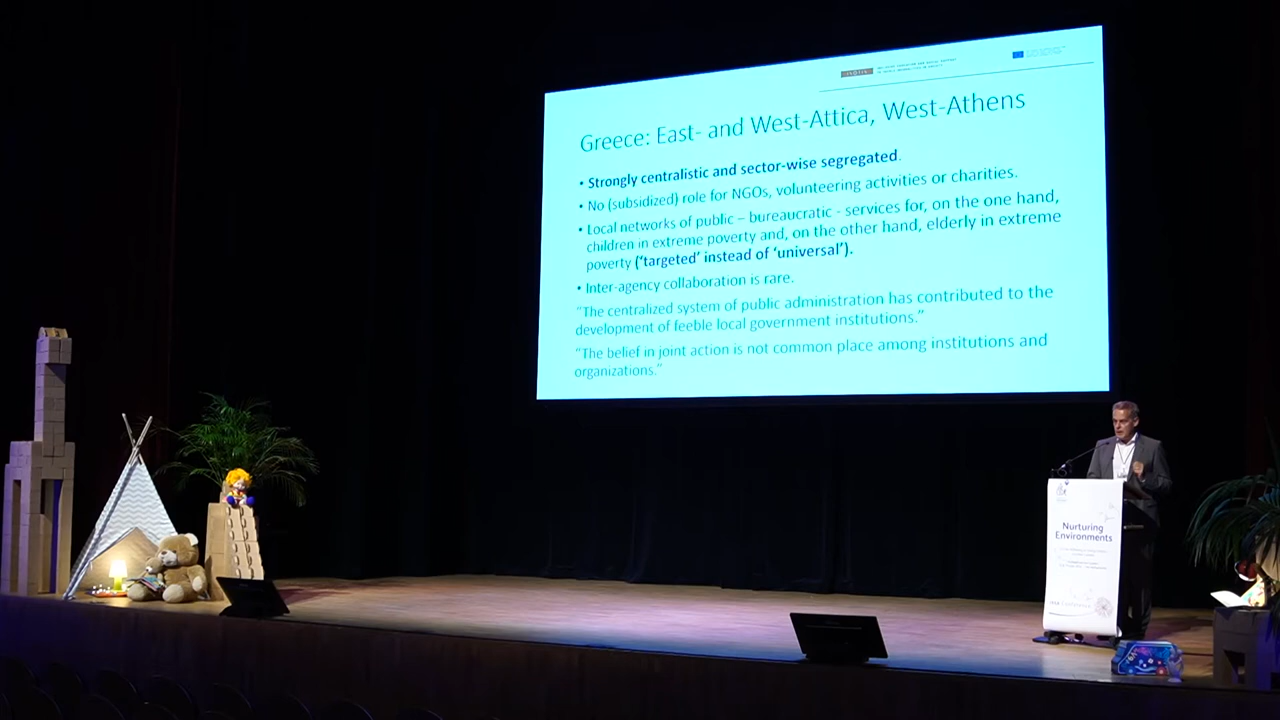 Greece: East- and West-Attica, West-Athens
• Strongly centralistic and sector-wise segregated.
• No (subsidized) role for NGOs, volunteering activities or charities.
• Local networks of public – bureaucratic - services for, on the one hand,
children in extreme poverty and, on the other hand, elderly in extreme
poverty ('targeted' instead of 'universal').
• Inter-agency collaboration is rare.
"The centralized system of public administration has contributed to the
development of feeble local government institutions."
"The belief in joint action is not common place among institutions and
organizations."
Nurturing
Environments